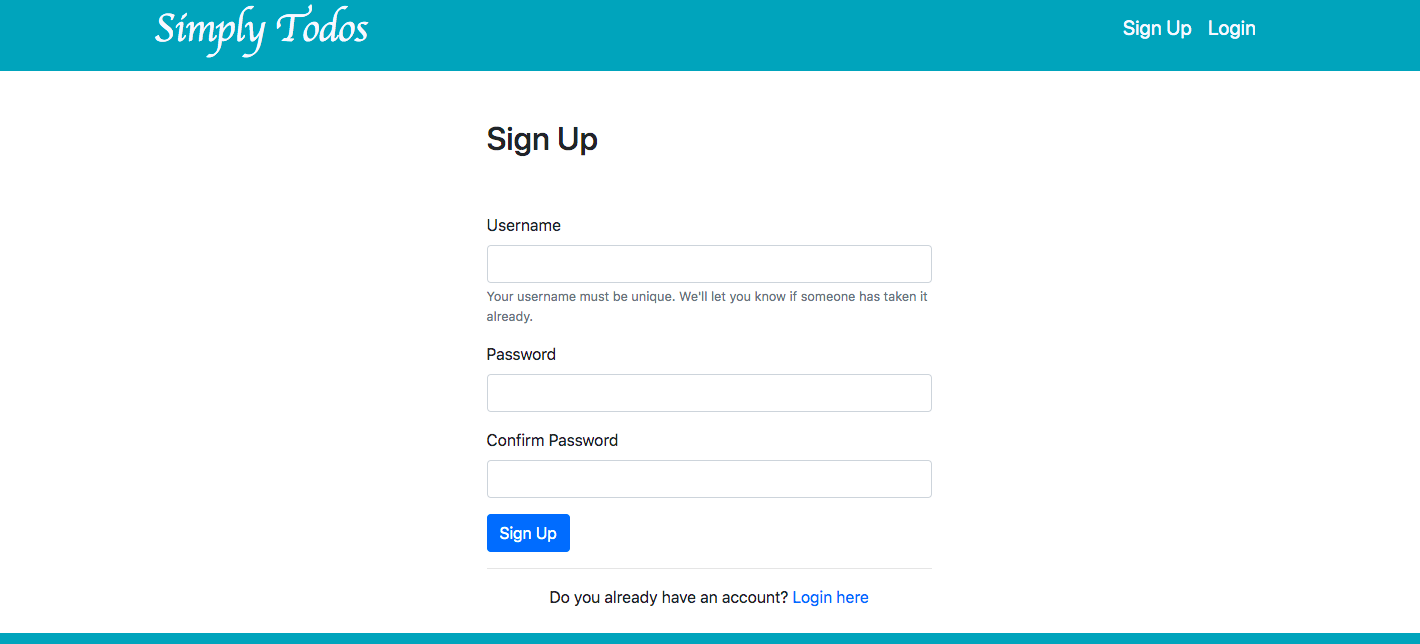 Simply Todos
Sign Up Login
Sign Up
Username
Your username must be unique. We'll let you know if someone has taken it
already.
Password
Confirm Password
Sign Up
Do you already have an account? Login here